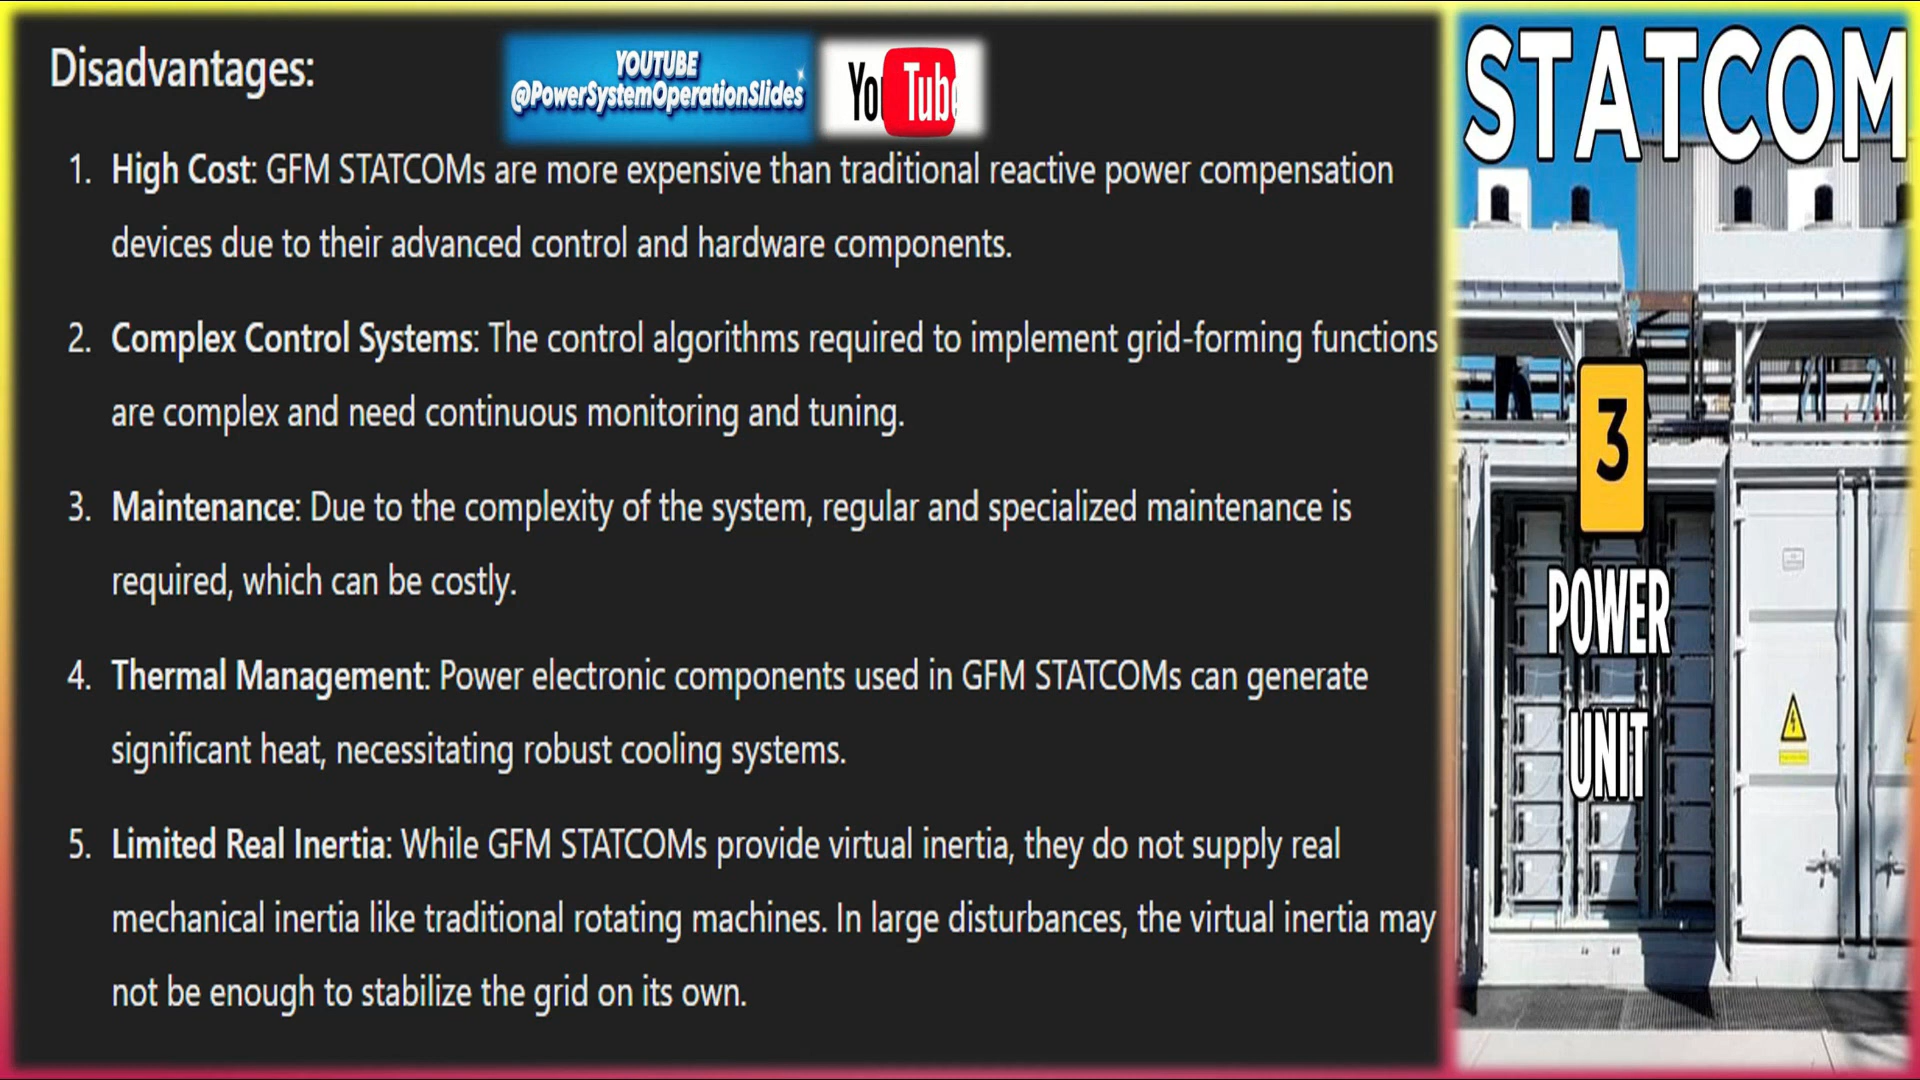 Disadvantages:
YOUTUBE
@PowerSystemOperationSlides
YouTube
1. High Cost: GFM STATCOMs are more expensive than traditional reactive power compensation
devices due to their advanced control and hardware components.
2. Complex Control Systems: The control algorithms required to implement grid-forming functions
are complex and need continuous monitoring and tuning.
3. Maintenance: Due to the complexity of the system, regular and specialized maintenance is
required, which can be costly.
4. Thermal Management: Power electronic components used in GFM STATCOMs can generate
significant heat, necessitating robust cooling systems.
5. Limited Real Inertia: While GFM STATCOMs provide virtual inertia, they do not supply real
mechanical inertia like traditional rotating machines. In large disturbances, the virtual inertia may
not be enough to stabilize the grid on its own.
STATCOM
3
POWER
UNIT